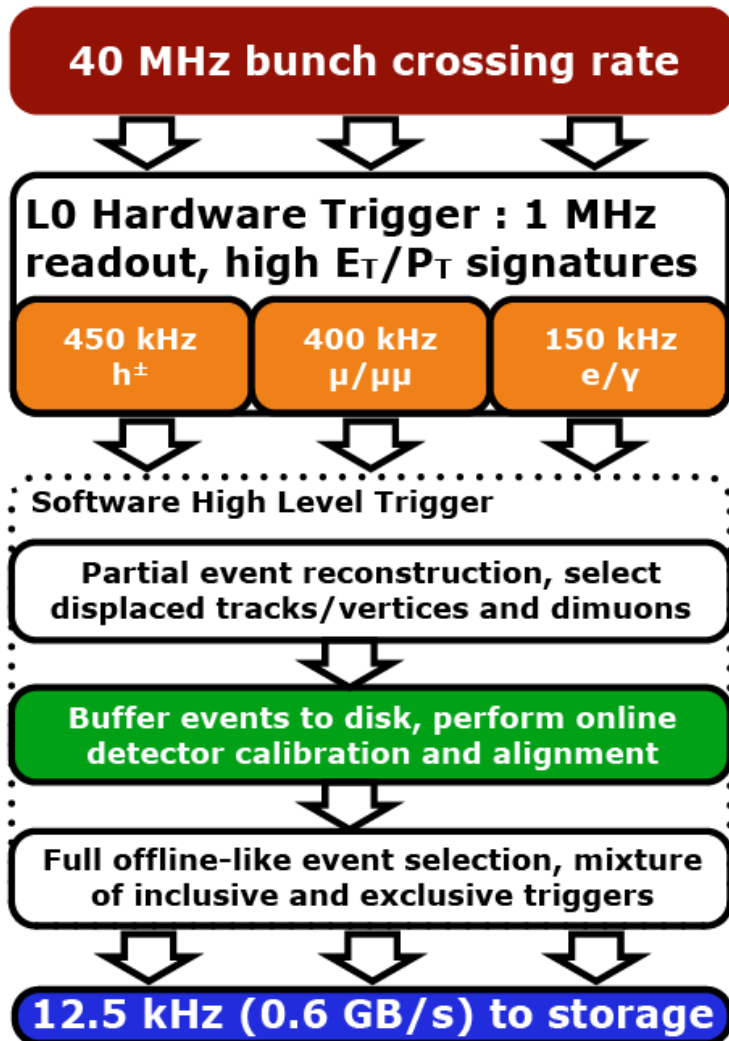 40 MHz bunch crossing rate
L0 Hardware Trigger : 1 MHz
readout, high E_T/P_T signatures
450 kHz
h±
400 kHz
μ/μμ
150 kHz
e/γ
Software High Level Trigger
Partial event reconstruction, select
displaced tracks/vertices and dimuons
Buffer events to disk, perform online
detector calibration and alignment
Full offline-like event selection, mixture
of inclusive and exclusive triggers
12.5 kHz (0.6 GB/s) to storage